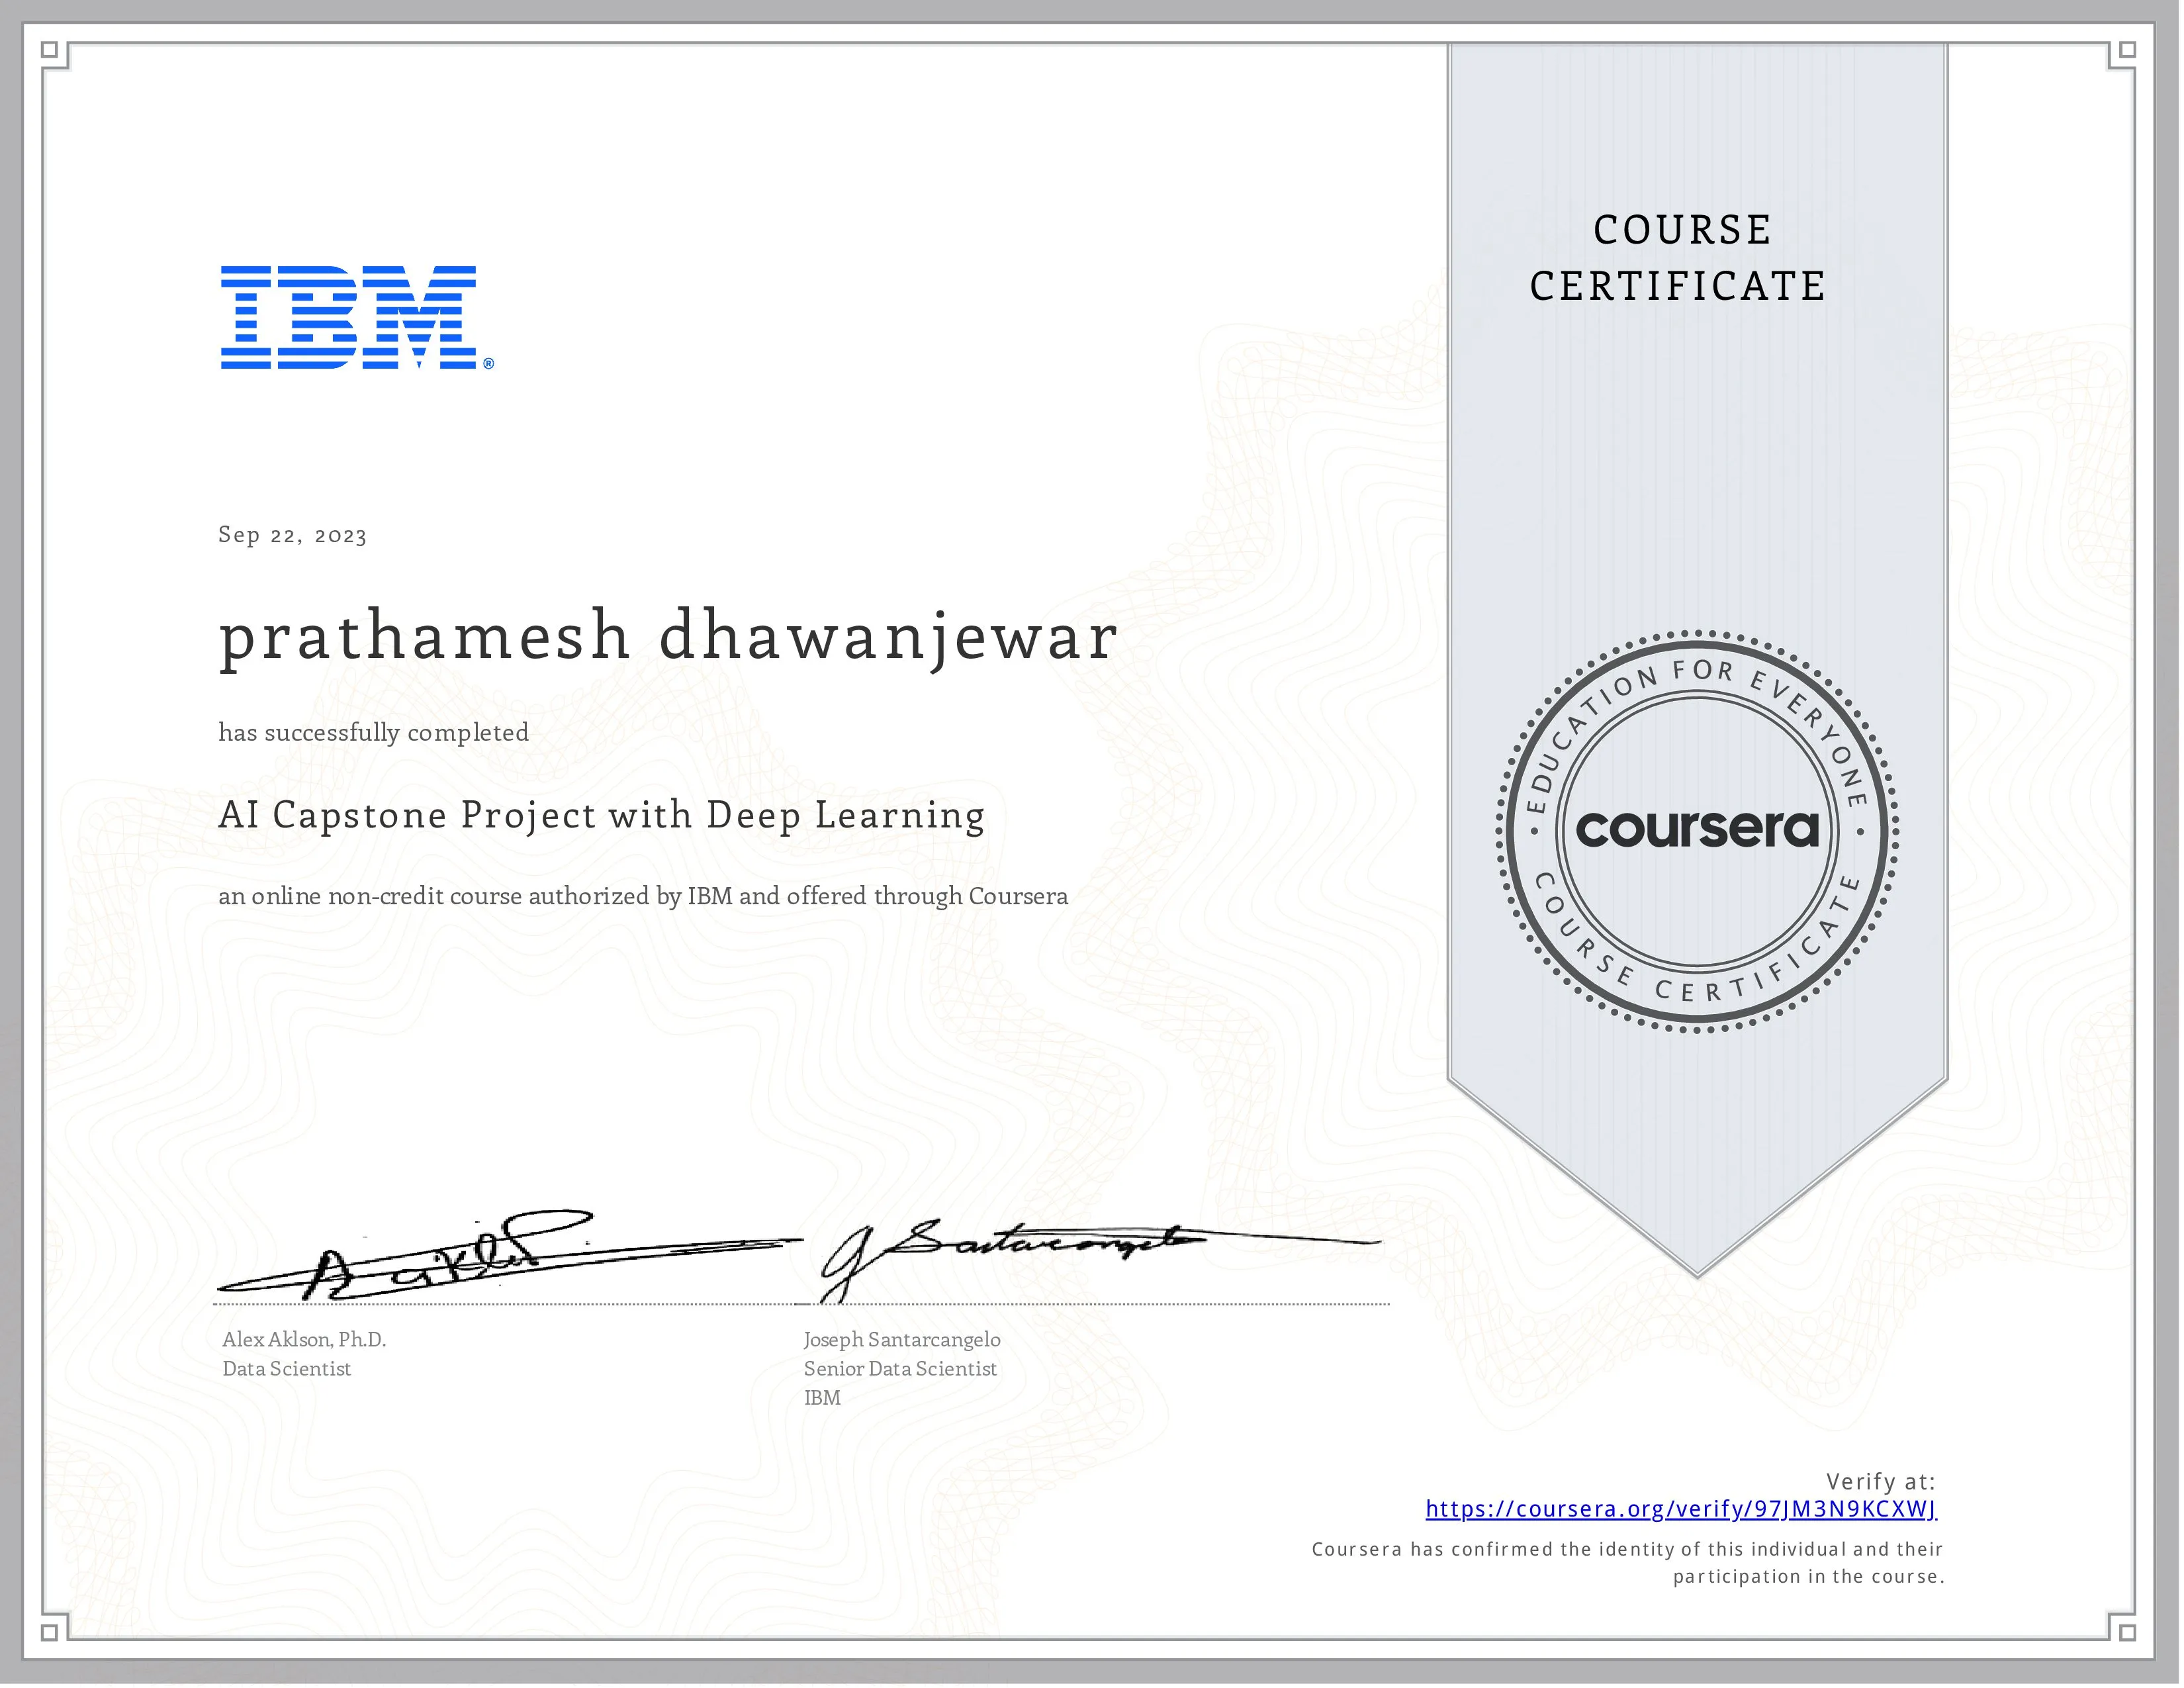 IBM®
COURSE
CERTIFICATE
Sep 22, 2023
prathamesh dhawanjewar
has successfully completed
AI Capstone Project with Deep Learning
an online non-credit course authorized by IBM and offered through Coursera
EDUCATION FOR EVERYONE
coursera
COURSE CERTIFICATE
J Santarcangelo
Alex Aklson, Ph.D.
Data Scientist
Joseph Santarcangelo
Senior Data Scientist
IBM
Verify at:
https://coursera.org/verify/97JM3N9KCXWJ
Coursera has confirmed the identity of this individual and their
participation in the course.